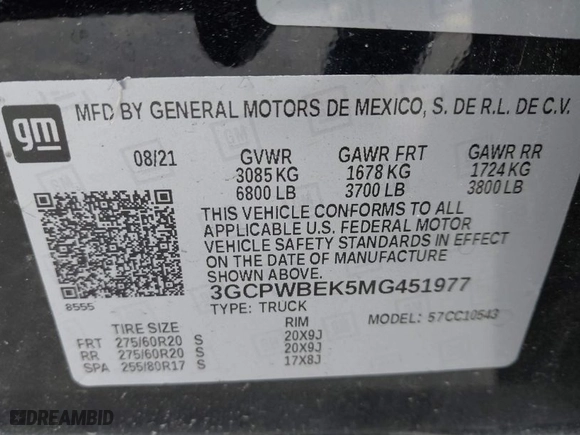 gm
MFD BY GENERAL MOTORS DE MEXICO, S. DE R.L. DE C.V.
08/21 GVWR GAWR FRT GAWR RR
3085 KG 1678 KG 1724 KG
6800 LB 3700 LB 3800 LB
THIS VEHICLE CONFORMS TO ALL
APPLICABLE U.S. FEDERAL MOTOR
VEHICLE SAFETY STANDARDS IN EFFECT
ON THE DATE OF MANUFACTURE
SHOWN ABOVE.
8555 3GCPWBEK5MG451977
TYPE: TRUCK MODEL: 57CC10543
TIRE SIZE RIM
FRT 275/60R20 S 20X9J
RR 275/60R20 S 20X9J
SPA 255/80R17 S 17X8J
DREAMBID